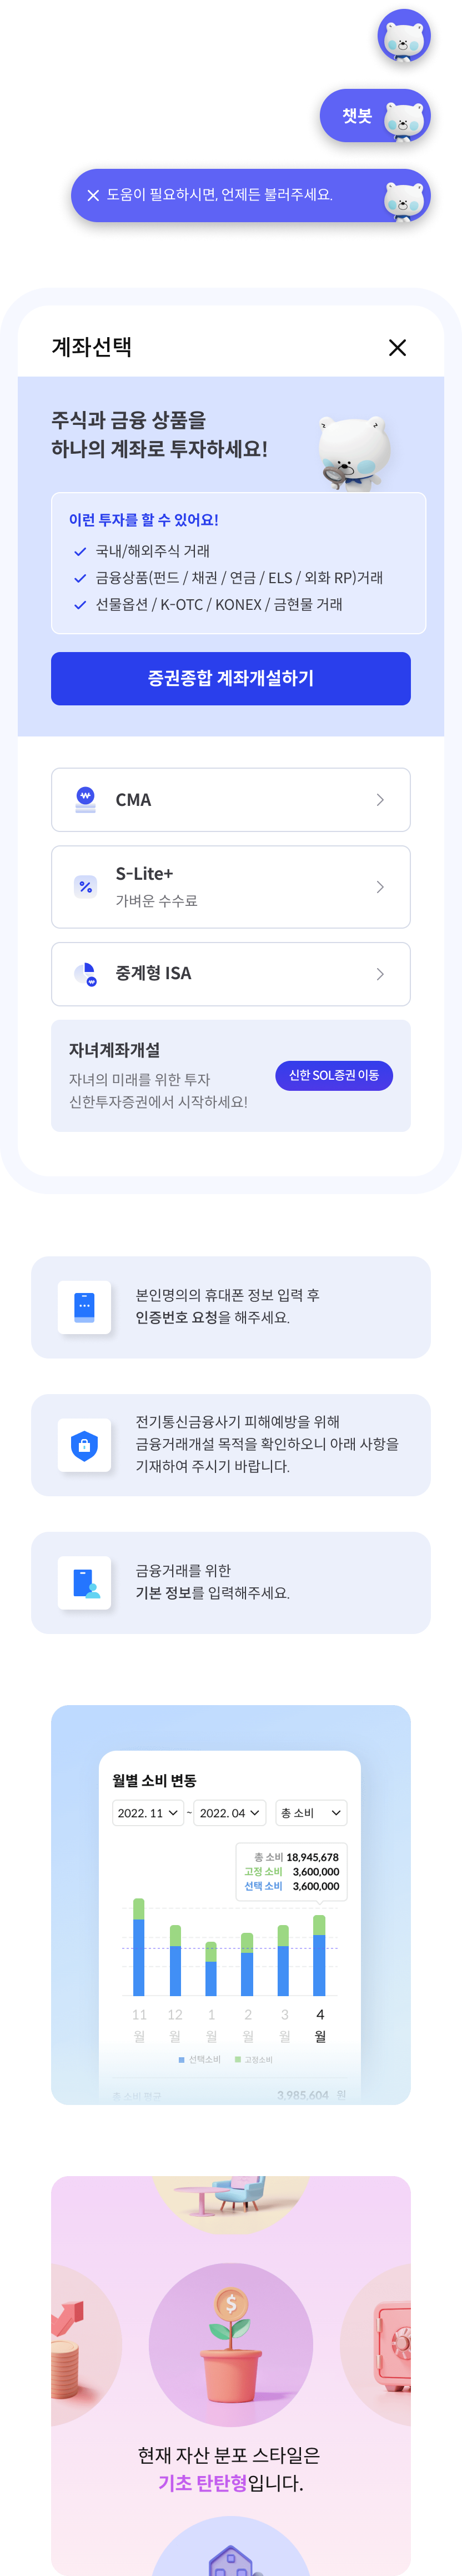 챗봇
도움이 필요하시면, 언제든 불러주세요.
계좌선택
주식과 금융 상품을
하나의 계좌로 투자하세요!
이런 투자를 할 수 있어요!
국내/해외주식 거래
금융상품(펀드 / 채권 / 연금 / ELS / 외화 RP)거래
선물옵션 / K-OTC / KONEX / 금현물 거래
증권종합 계좌개설하기
CMA
S-Lite+
가벼운 수수료
중계형 ISA
자녀계좌개설
자녀의 미래를 위한 투자
신한투자증권에서 시작하세요!
신한 SOL증권 이동
본인명의의 휴대폰 정보 입력 후
인증번호 요청을 해주세요.
전기통신금융사기 피해예방을 위해
금융거래개설 목적을 확인하오니 아래 사항을
기재하여 주시기 바랍니다.
금융거래를 위한
기본 정보를 입력해주세요.
월별 소비 변동
2022. 11 ~ 2022. 04 총 소비
총 소비 18,945,678
고정 소비 3,600,000
선택 소비 3,600,000
11 12 1 2 3 4
월 월 월 월 월 월
선택소비 고정소비
총 소비 평균 3,985,604 원
현재 자산 분포 스타일은
기초 탄탄형입니다.